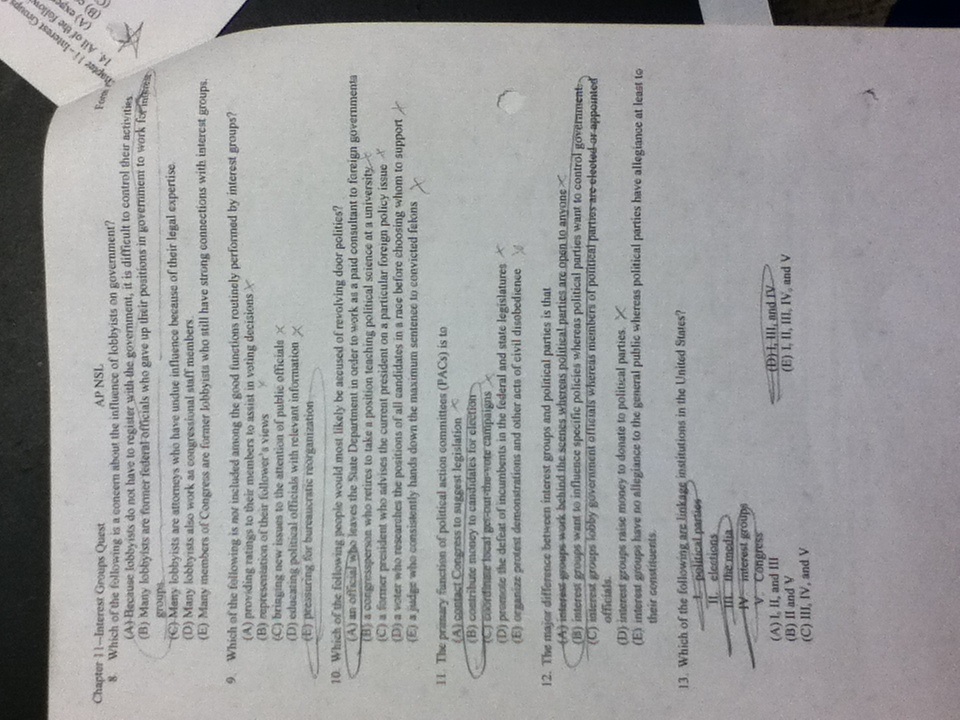 Chapter 11--Interest Groups Quest
AP NSL
Form
8. Which of the following is a concern about the influence of lobbyists on government?
(A) Because lobbyists do not have to register with the government, it is difficult to control their activities.
(B) Many lobbyists are former federal officials who gave up their positions in government to work for interest
groups.
(C) Many lobbyists are attorneys who have undue influence because of their legal expertise.
(D) Many lobbyists also work as congressional staff members.
(E) Many members of Congress are former lobbyists who still have strong connections with interest groups.
9. Which of the following is not included among the good functions routinely performed by interest groups?
(A) providing ratings to their members to assist in voting decisions
(B) representation of their follower's views
(C) bringing new issues to the attention of public officials
(D) educating political officials with relevant information
(E) pressuring for bureaucratic reorganization
10. Which of the following people would most likely be accused of revolving door politics?
(A) an official who leaves the State Department in order to work as a paid consultant to foreign governments
(B) a congressperson who retires to take a position teaching political science at a university
(C) a former president who advises the current president on a particular foreign policy issue
(D) a voter who researches the positions of all candidates in a race before choosing whom to support
(E) a judge who consistently hands down the maximum sentence to convicted felons
11. The primary function of political action committees (PACs) is to
(A) contact Congress to suggest legislation
(B) contribute money to candidates for election
(C) coordinate local get-out-the-vote campaigns
(D) promote the defeat of incumbents in the federal and state legislatures
(E) organize protest demonstrations and other acts of civil disobedience
12. The major difference between interest groups and political parties is that
(A) interest groups work behind the scenes whereas political parties are open to anyone
(B) interest groups want to influence specific policies whereas political parties want to control government.
(C) interest groups lobby government officials whereas members of political parties are elected or appointed
officials.
(D) interest groups raise money to donate to political parties.
(E) interest groups have no allegiance to the general public whereas political parties have allegiance at least to
their constituents.
13. Which of the following are linkage institutions in the United States?
I. political parties
II. elections
III. the media
IV. interest groups
V. Congress
(A) I, II, and III
(B) II and V
(C) III, IV, and V
(D) I, III, and IV
(E) I, II, III, IV, and V
Chapter 11--Interest Groups
14. All of the
(A)
(B)